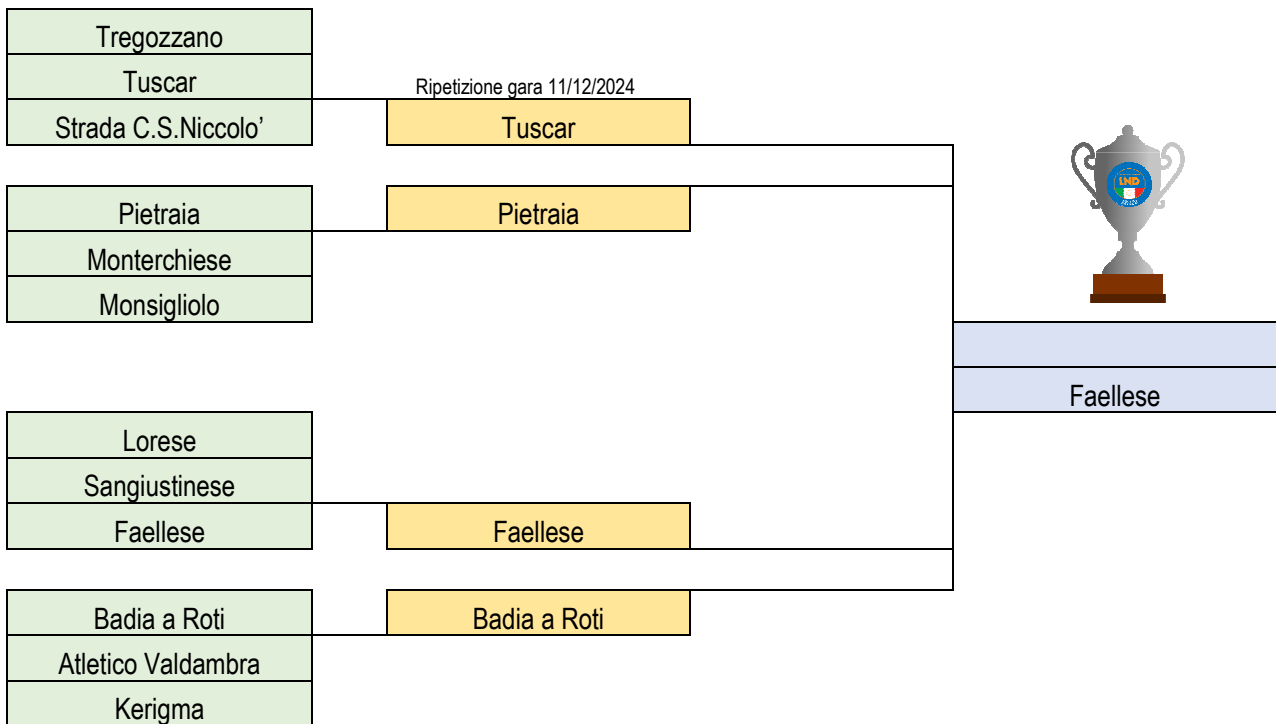 Tregozzano
Tuscar
Strada C.S.Niccolo’
Ripetizione gara 11/12/2024
Tuscar
Pietraia
Monterchiese
Monsigliolo
Pietraia
LND
Faellese
Lorese
Sangiustinese
Faellese
Faellese
Badia a Roti
Atletico Valdambra
Kerigma
Badia a Roti